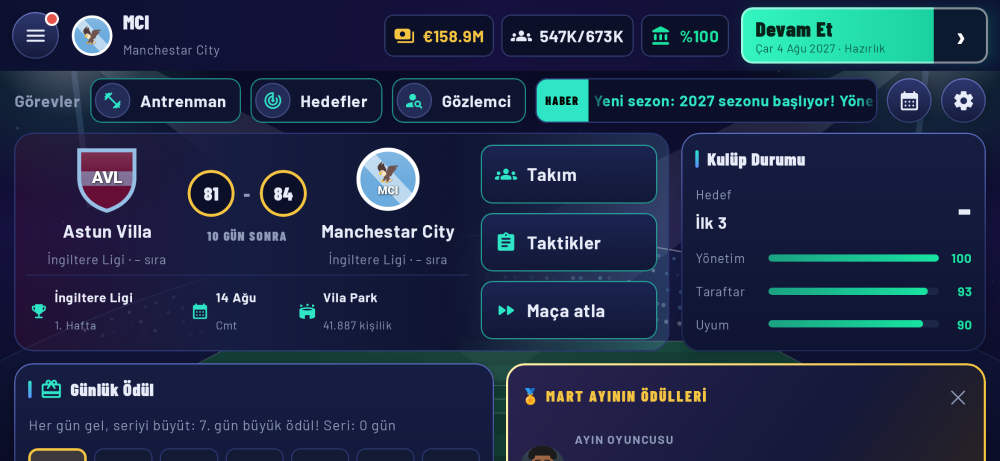 MCI
Manchestar City
€158.9M
547K/673K
%100
Devam Et
Çar 4 Ağu 2027 · Hazırlık
Görevler
Antrenman
Hedefler
Gözlemci
HABER
Yeni sezon: 2027 sezonu başlıyor! Yöne
AVL
81 - 84
MCI
Astun Villa
10 GÜN SONRA
Manchestar City
İngiltere Ligi · – sıra
İngiltere Ligi · – sıra
İngiltere Ligi
1. Hafta
14 Ağu
Cmt
Vila Park
41.887 kişilik
Takım
Taktikler
Maça atla
Kulüp Durumu
Hedef
İlk 3
–
Yönetim 100
Taraftar 93
Uyum 90
Günlük Ödül
Her gün gel, seriyi büyüt: 7. gün büyük ödül! Seri: 0 gün
MART AYININ ÖDÜLLERİ
AYIN OYUNCUSU